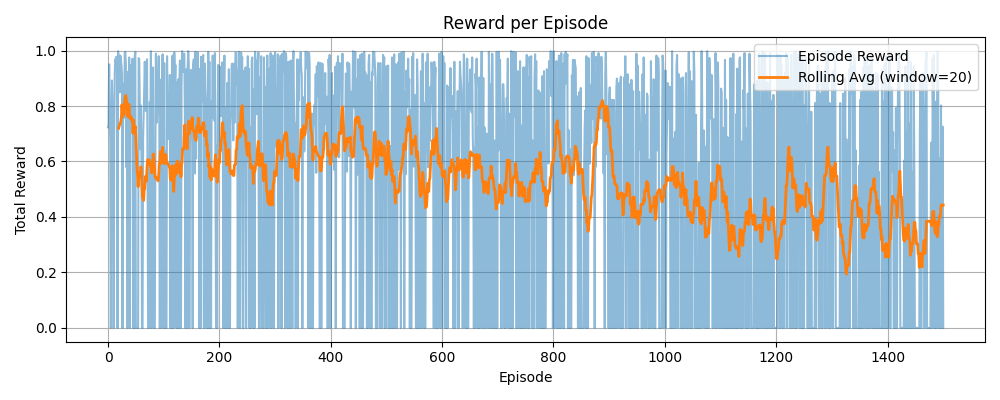 Reward per Episode
Total Reward
1.0
0.8
0.6
0.4
0.2
0.0
Episode Reward
Rolling Avg (window=20)
0 200 400 600 800 1000 1200 1400
Episode